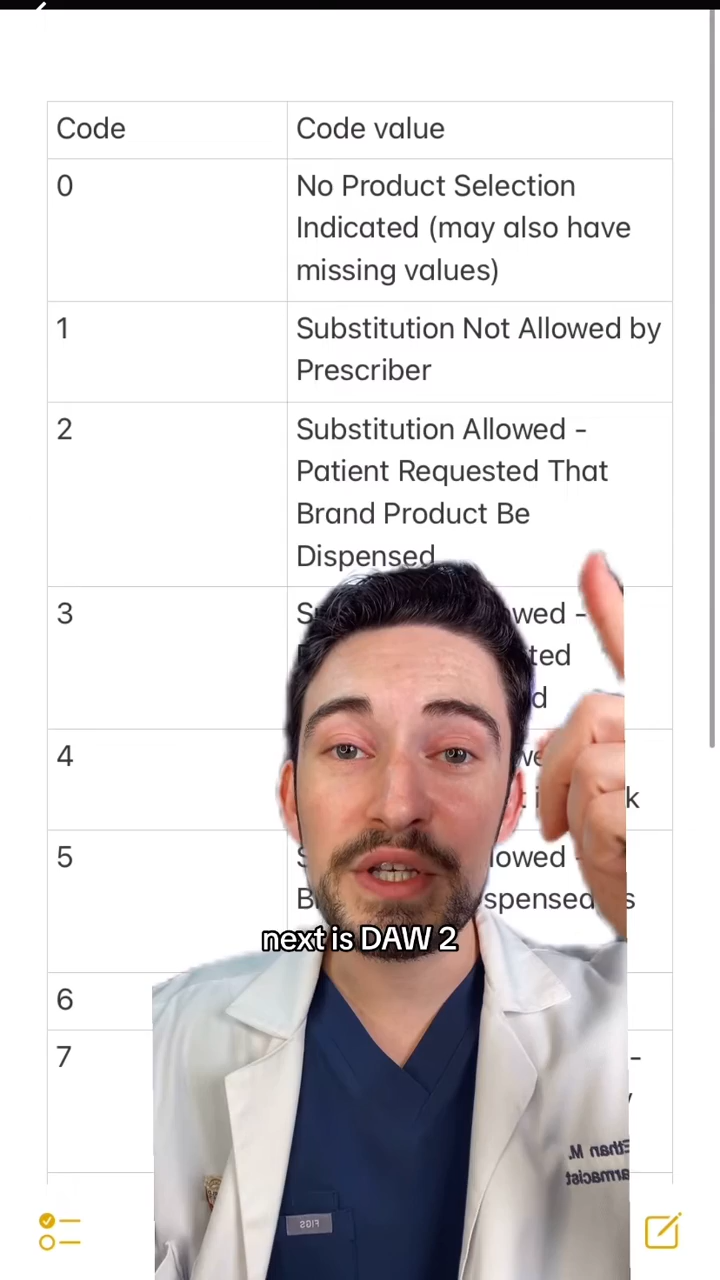 Code
Code value
0
No Product Selection
Indicated (may also have
missing values)
1
Substitution Not Allowed by
Prescriber
2
Substitution Allowed -
Patient Requested That
Brand Product Be
Dispensed
3
4
5
next is DAW 2
6
7
Ethan M.
FIGS